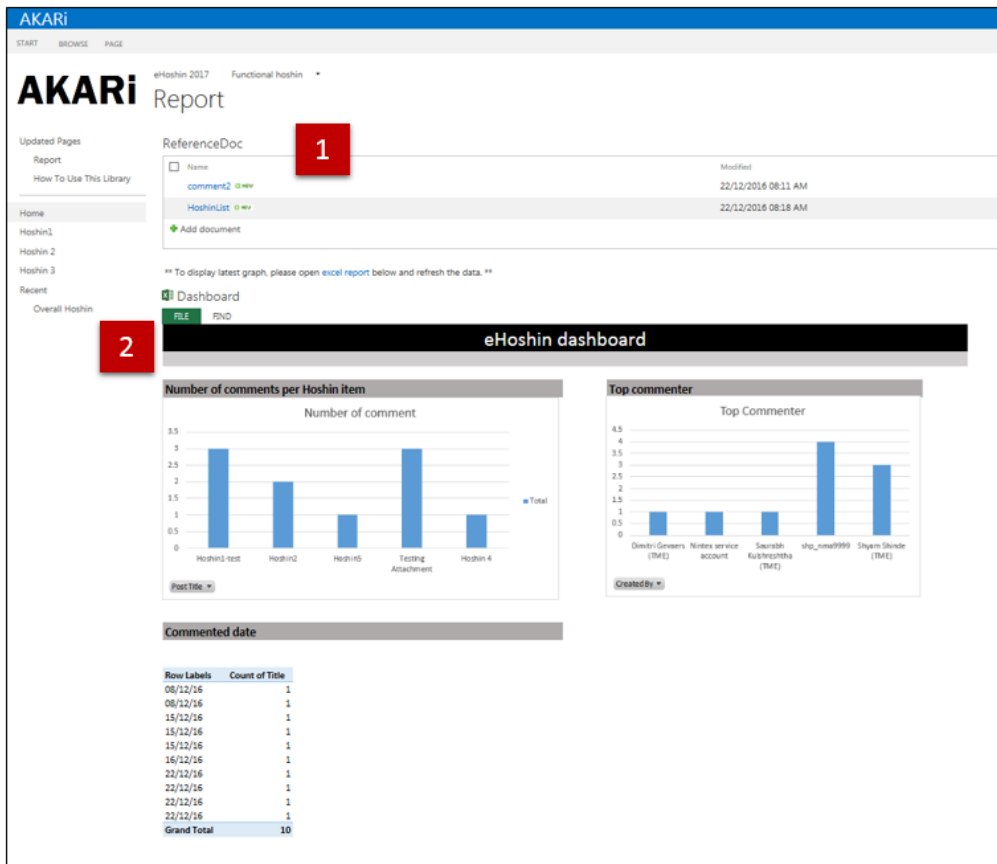 AKARi
START BROWSE PAGE
AKARi
eHoshin 2017 Functional hoshin
Report
Updated Pages
Report
How To Use This Library
Home
Hoshin1
Hoshin 2
Hoshin 3
Recent
Overall Hoshin
ReferenceDoc
1
Name Modified
comment2 NEW 22/12/2016 08:11 AM
HoshinList NEW 22/12/2016 08:18 AM
Add document
** To display latest graph, please open excel report below and refresh the data. **
Dashboard
FILE FIND
2
eHoshin dashboard
Number of comments per Hoshin item
Number of comment
3.5
3
2.5
2
1.5
1
0.5
0
Hoshin1-test Hoshin2 Hoshin5 Testing Hoshin 4
Attachment
Total
Post Title
Top commenter
Top Commenter
4.5
4
3.5
3
2.5
2
1.5
1
0.5
0
Dimitri Gevaers Nintex service Saurabh shp_nma9999 Shyam Shinde
(TME) account Kulshreshtha (TME)
(TME)
Created By
Commented date
Row Labels Count of Title
08/12/16 1
08/12/16 1
15/12/16 1
15/12/16 1
15/12/16 1
16/12/16 1
22/12/16 1
22/12/16 1
22/12/16 1
22/12/16 1
Grand Total 10